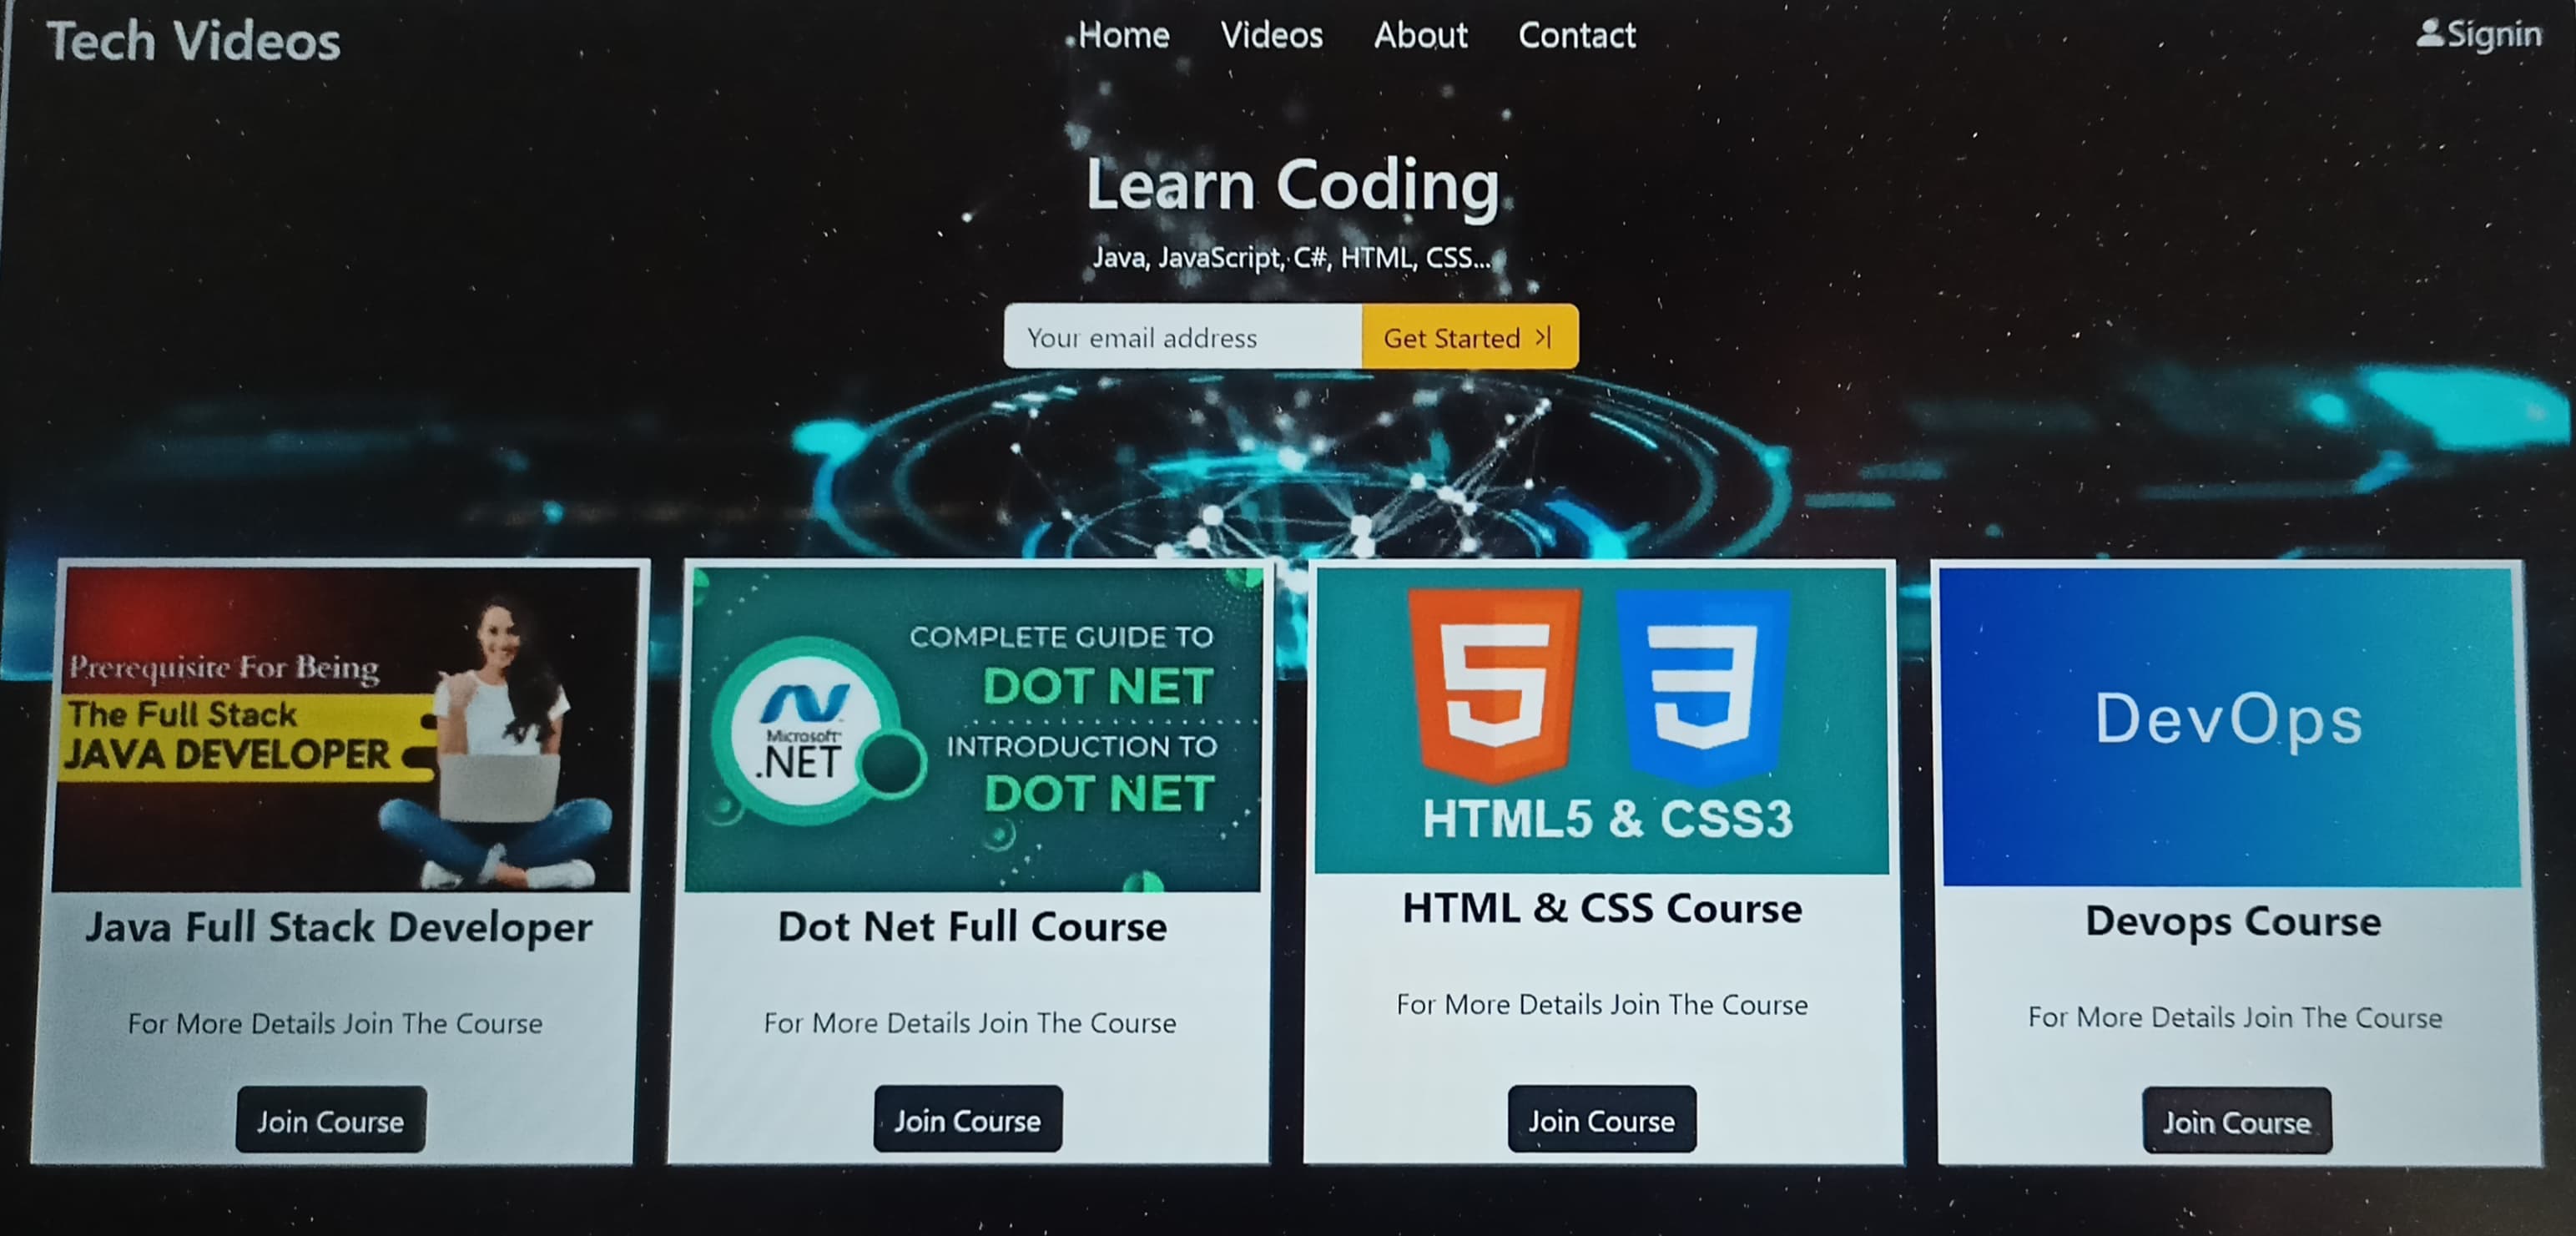 Tech Videos
Home Videos About Contact
Signin
Learn Coding
Java, JavaScript, C#, HTML, CSS...
Your email address
Get Started >|
Prerequisite For Being
The Full Stack
JAVA DEVELOPER
Java Full Stack Developer
For More Details Join The Course
Join Course
Microsoft
.NET
COMPLETE GUIDE TO
DOT NET
INTRODUCTION TO
DOT NET
Dot Net Full Course
For More Details Join The Course
Join Course
5 3
HTML5 & CSS3
HTML & CSS Course
For More Details Join The Course
Join Course
DevOps
Devops Course
For More Details Join The Course
Join Course